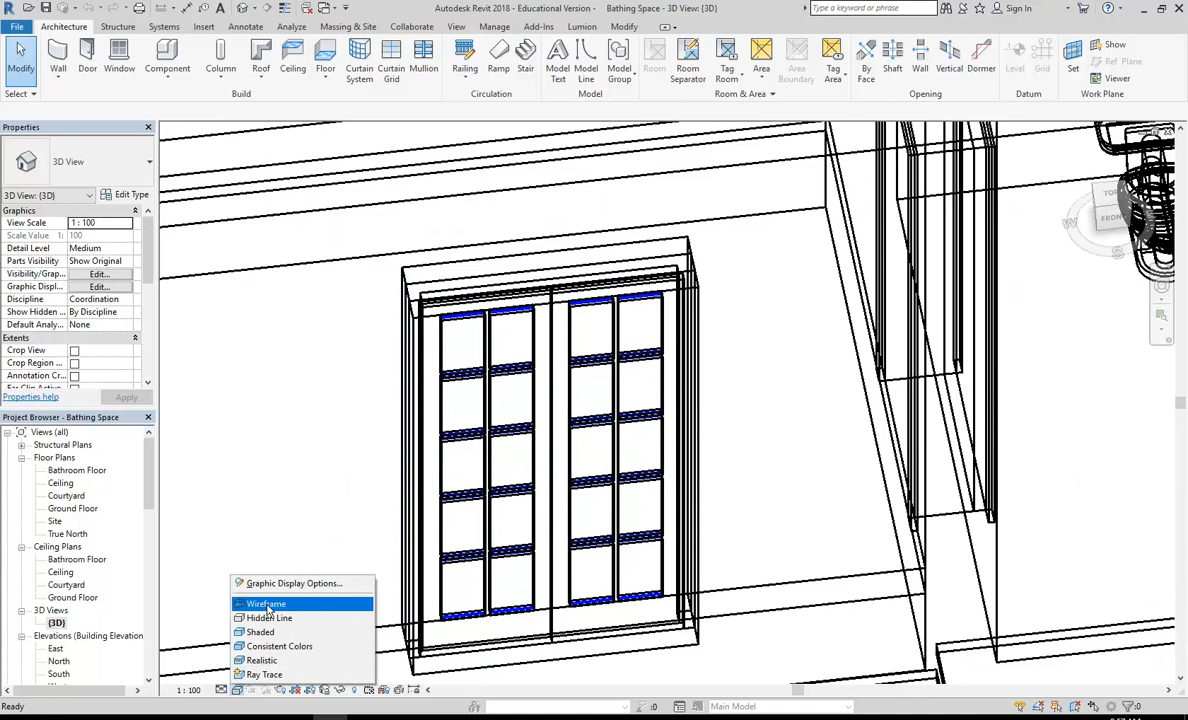 Autodesk Revit 2018 - Educational Version - Bathing Space - 3D View: {3D}
Type a keyword or phrase
Sign In
File Architecture Structure Systems Insert Annotate Analyze Massing & Site Collaborate View Manage Add-Ins Lumion Modify
Modify Wall Door Window Component Column Roof Ceiling Floor Curtain System Curtain Grid Mullion Railing Ramp Stair Model Text Model Line Model Group Room Room Separator Tag Room Area Area Boundary Tag Area By Face Shaft Wall Vertical Dormer Level Grid Set Show Ref Plane Viewer
Select Build Circulation Model Room & Area Opening Datum Work Plane
Properties
3D View
3D View: {3D} Edit Type
Graphics
View Scale 1 : 100
Scale Value 1: 100
Detail Level Medium
Parts Visibility Show Original
Visibility/Grap... Edit...
Graphic Displ... Edit...
Discipline Coordination
Show Hidden ... By Discipline
Default Analy... None
Extents
Crop View
Crop Region ...
Annotation Cr...
Far Clip Active
Properties help Apply
Project Browser - Bathing Space
Views (all)
Structural Plans
Floor Plans
Bathroom Floor
Ceiling
Courtyard
Ground Floor
Site
True North
Ceiling Plans
Bathroom Floor
Ceiling
Courtyard
Ground Floor
3D Views
{3D}
Elevations (Building Elevation
East
North
South
TOP
FRONT
W
Graphic Display Options...
Wireframe
Hidden Line
Shaded
Consistent Colors
Realistic
Ray Trace
1 : 100
Ready
:0
Main Model
:0